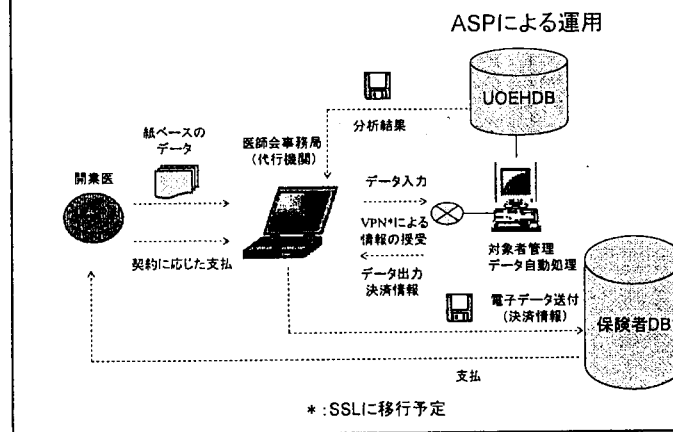 ASPによる運用
UOEHDB
分析結果
紙ベースの
データ
医師会事務局
(代行機関)
開業医
データ入力
VPN*による
情報の接受
対象者管理
データ自動処理
契約に応じた支払
データ出力
決済情報
電子データ送付
(決済情報)
保険者DB
支払
*:SSLに移行予定